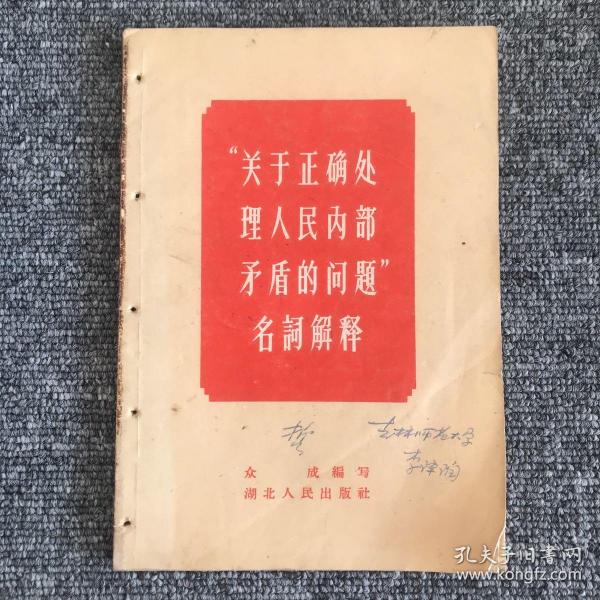 “关于正确处
理人民内部
矛盾的问题”
名詞解释
吉林师范大学
众 成編写
湖北人民出版社
孔夫子旧书网
www.kongfz.com